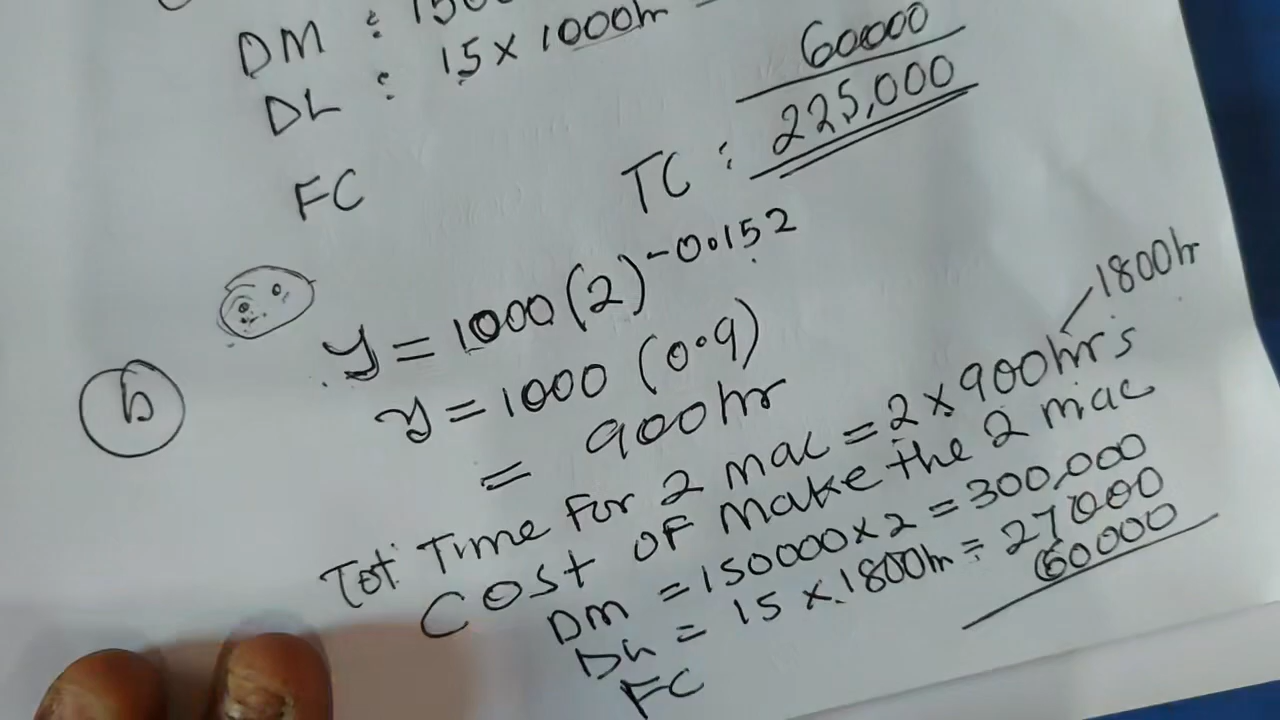 DM : 150
DL : 15 x 1000hr
60000
FC
TC : 225,000
b
y = 1000 (2)^-0.152
y = 1000 (0.9)
= 900hr
1800hr
Tot. Time For 2 mac = 2 x 900hrs
Cost of make the 2 mac
DM = 150000 x 2 = 300,000
DL = 15 x 1800hr = 27000
FC 60000